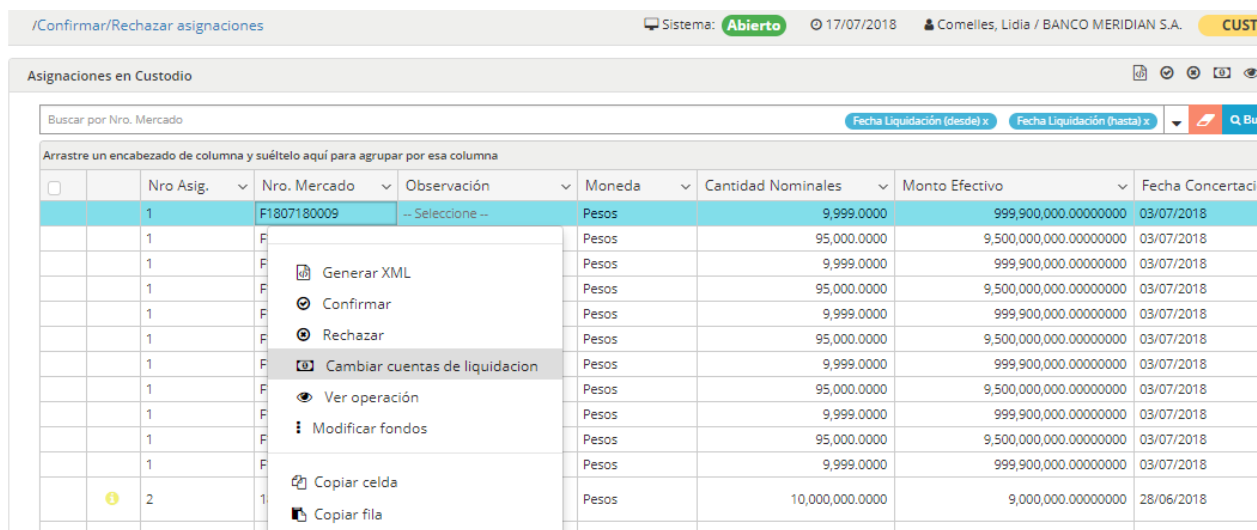 /Confirmar/Rechazar asignaciones Sistema: Abierto 17/07/2018 Comelles, Lidia / BANCO MERIDIAN S.A. CUST
Asignaciones en Custodio
Buscar por Nro. Mercado Fecha Liquidación (desde) x Fecha Liquidación (hasta) x Bu
Arrastre un encabezado de columna y suéltelo aquí para agrupar por esa columna
Nro Asig. Nro. Mercado Observación Moneda Cantidad Nominales Monto Efectivo Fecha Concertaci
1 F1807180009 -- Seleccione -- Pesos 9,999.0000 999,900,000.00000000 03/07/2018
1 F Pesos 95,000.0000 9,500,000,000.00000000 03/07/2018
1 F Pesos 9,999.0000 999,900,000.00000000 03/07/2018
1 F Pesos 95,000.0000 9,500,000,000.00000000 03/07/2018
1 F Pesos 9,999.0000 999,900,000.00000000 03/07/2018
1 F Pesos 95,000.0000 9,500,000,000.00000000 03/07/2018
1 F Pesos 9,999.0000 999,900,000.00000000 03/07/2018
1 F Pesos 95,000.0000 9,500,000,000.00000000 03/07/2018
1 F Pesos 9,999.0000 999,900,000.00000000 03/07/2018
1 F Pesos 95,000.0000 9,500,000,000.00000000 03/07/2018
1 F Pesos 9,999.0000 999,900,000.00000000 03/07/2018
2 1 Pesos 10,000,000.0000 9,000,000.00000000 28/06/2018
Generar XML
Confirmar
Rechazar
Cambiar cuentas de liquidacion
Ver operación
Modificar fondos
Copiar celda
Copiar fila